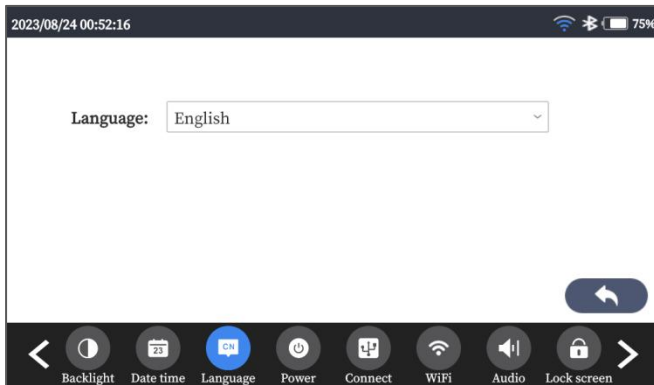 2023/08/24 00:52:16 75%
Language: English
23 CN
Backlight Date time Language Power Connect WiFi Audio Lock screen